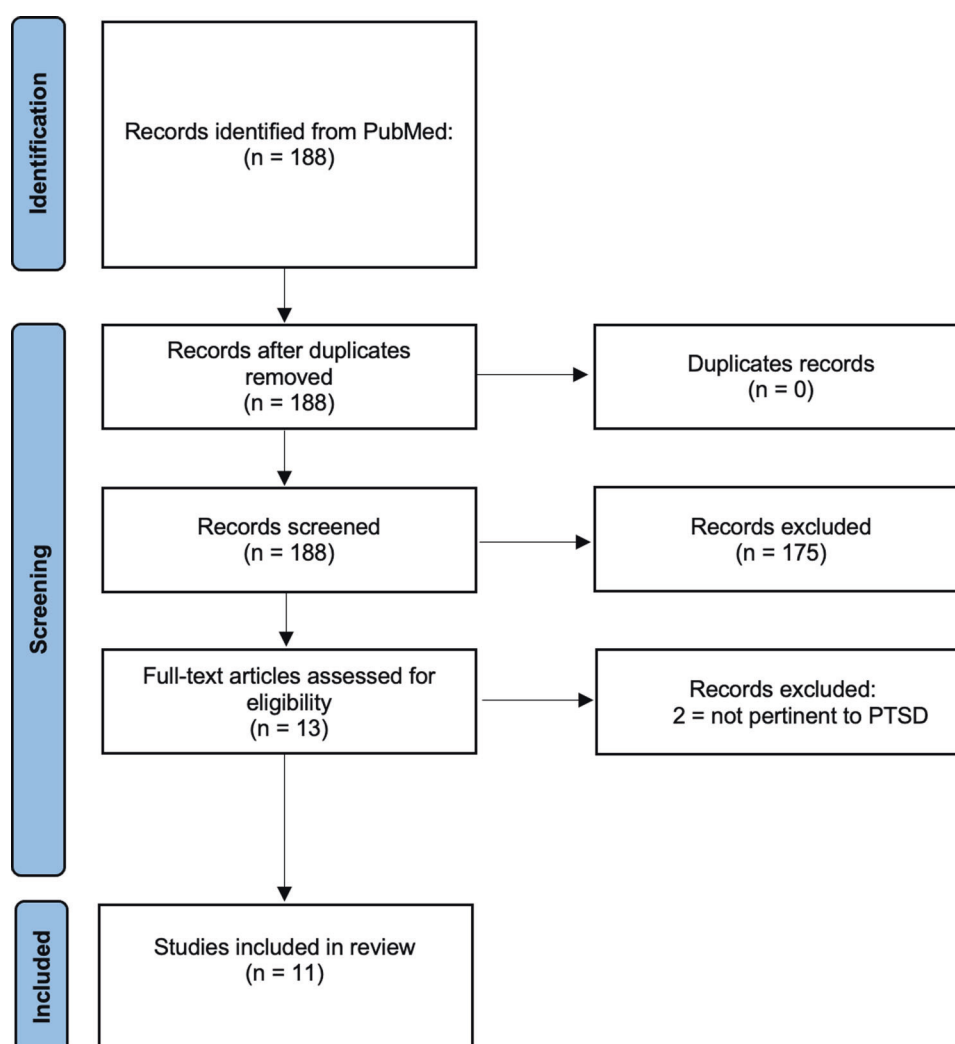 Identification
Records identified from PubMed:
(n = 188)
Screening
Records after duplicates
removed
(n = 188)
Duplicates records
(n = 0)
Records screened
(n = 188)
Records excluded
(n = 175)
Full-text articles assessed for
eligibility
(n = 13)
Records excluded:
2 = not pertinent to PTSD
Included
Studies included in review
(n = 11)